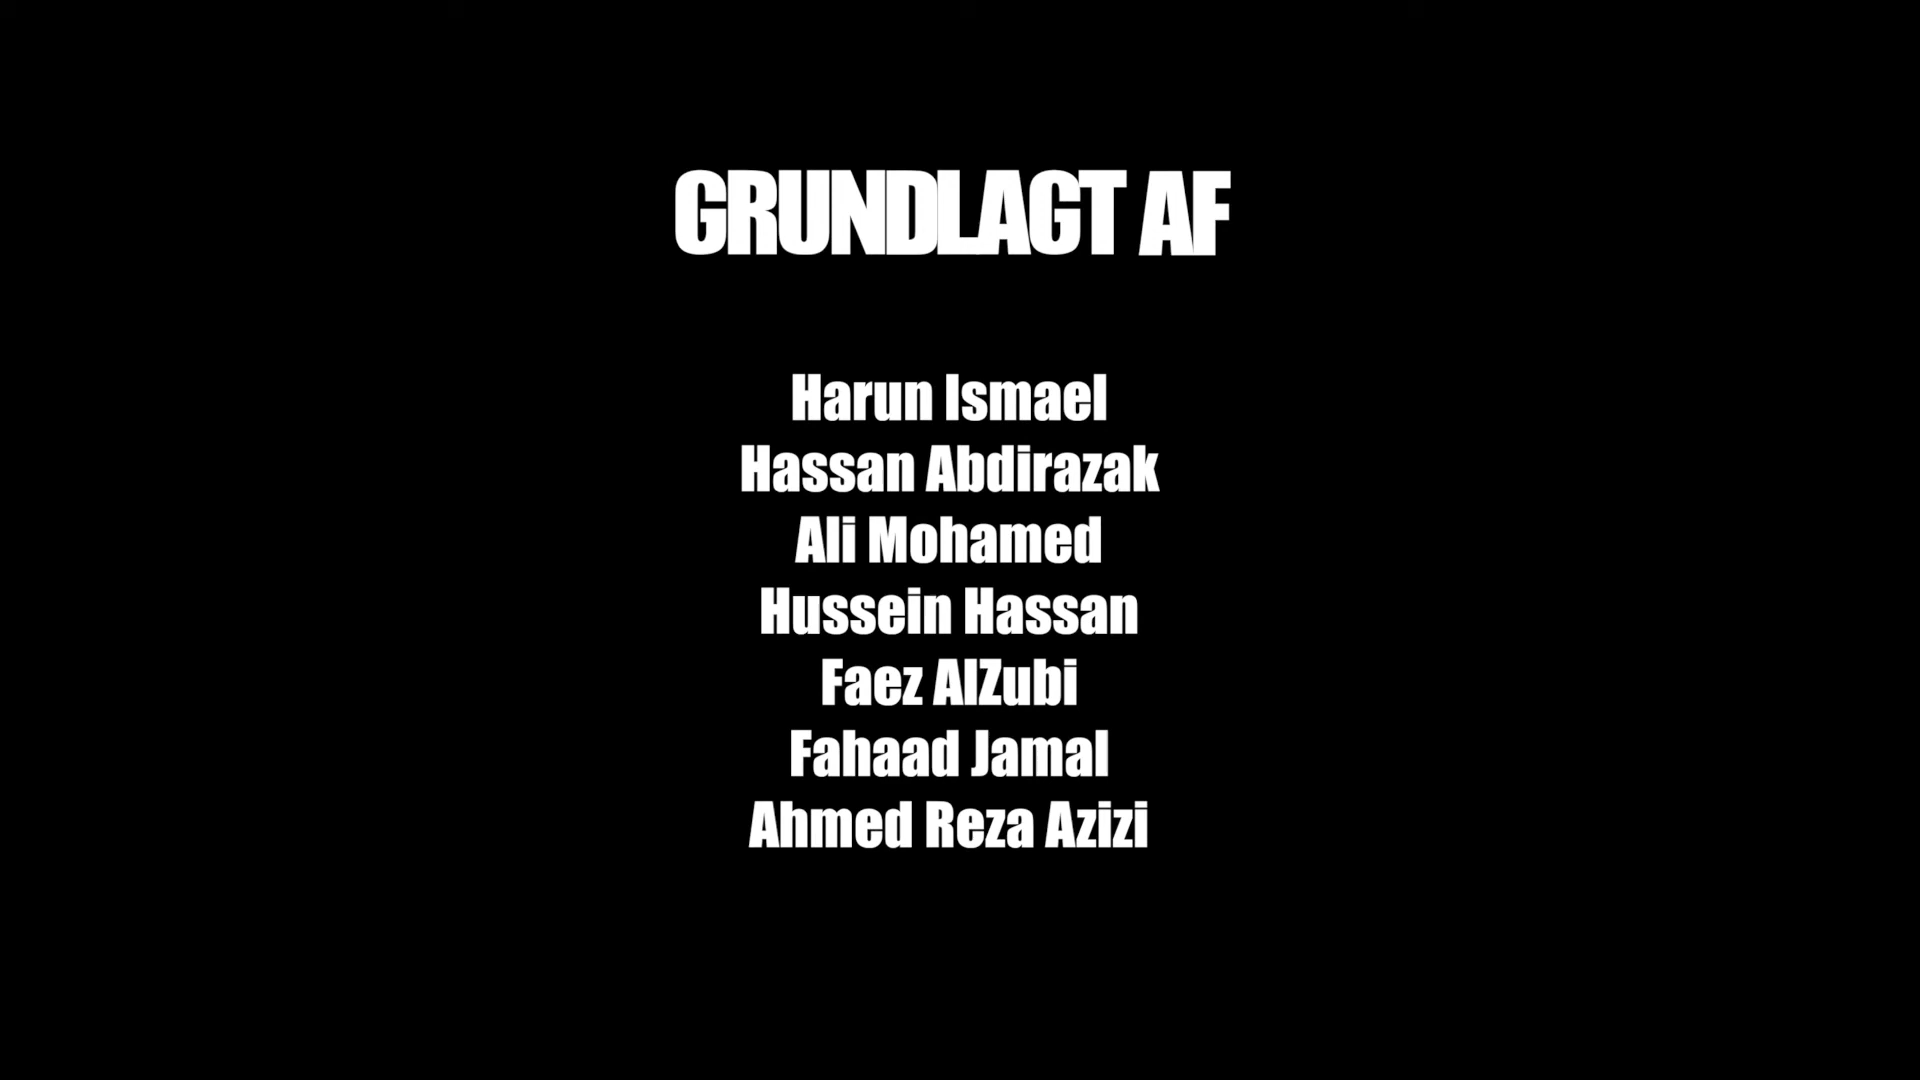 GRUNDLAGT AF
Harun Ismael
Hassan Abdirazak
Ali Mohamed
Hussein Hassan
Faez AlZubi
Fahaad Jamal
Ahmed Reza Azizi